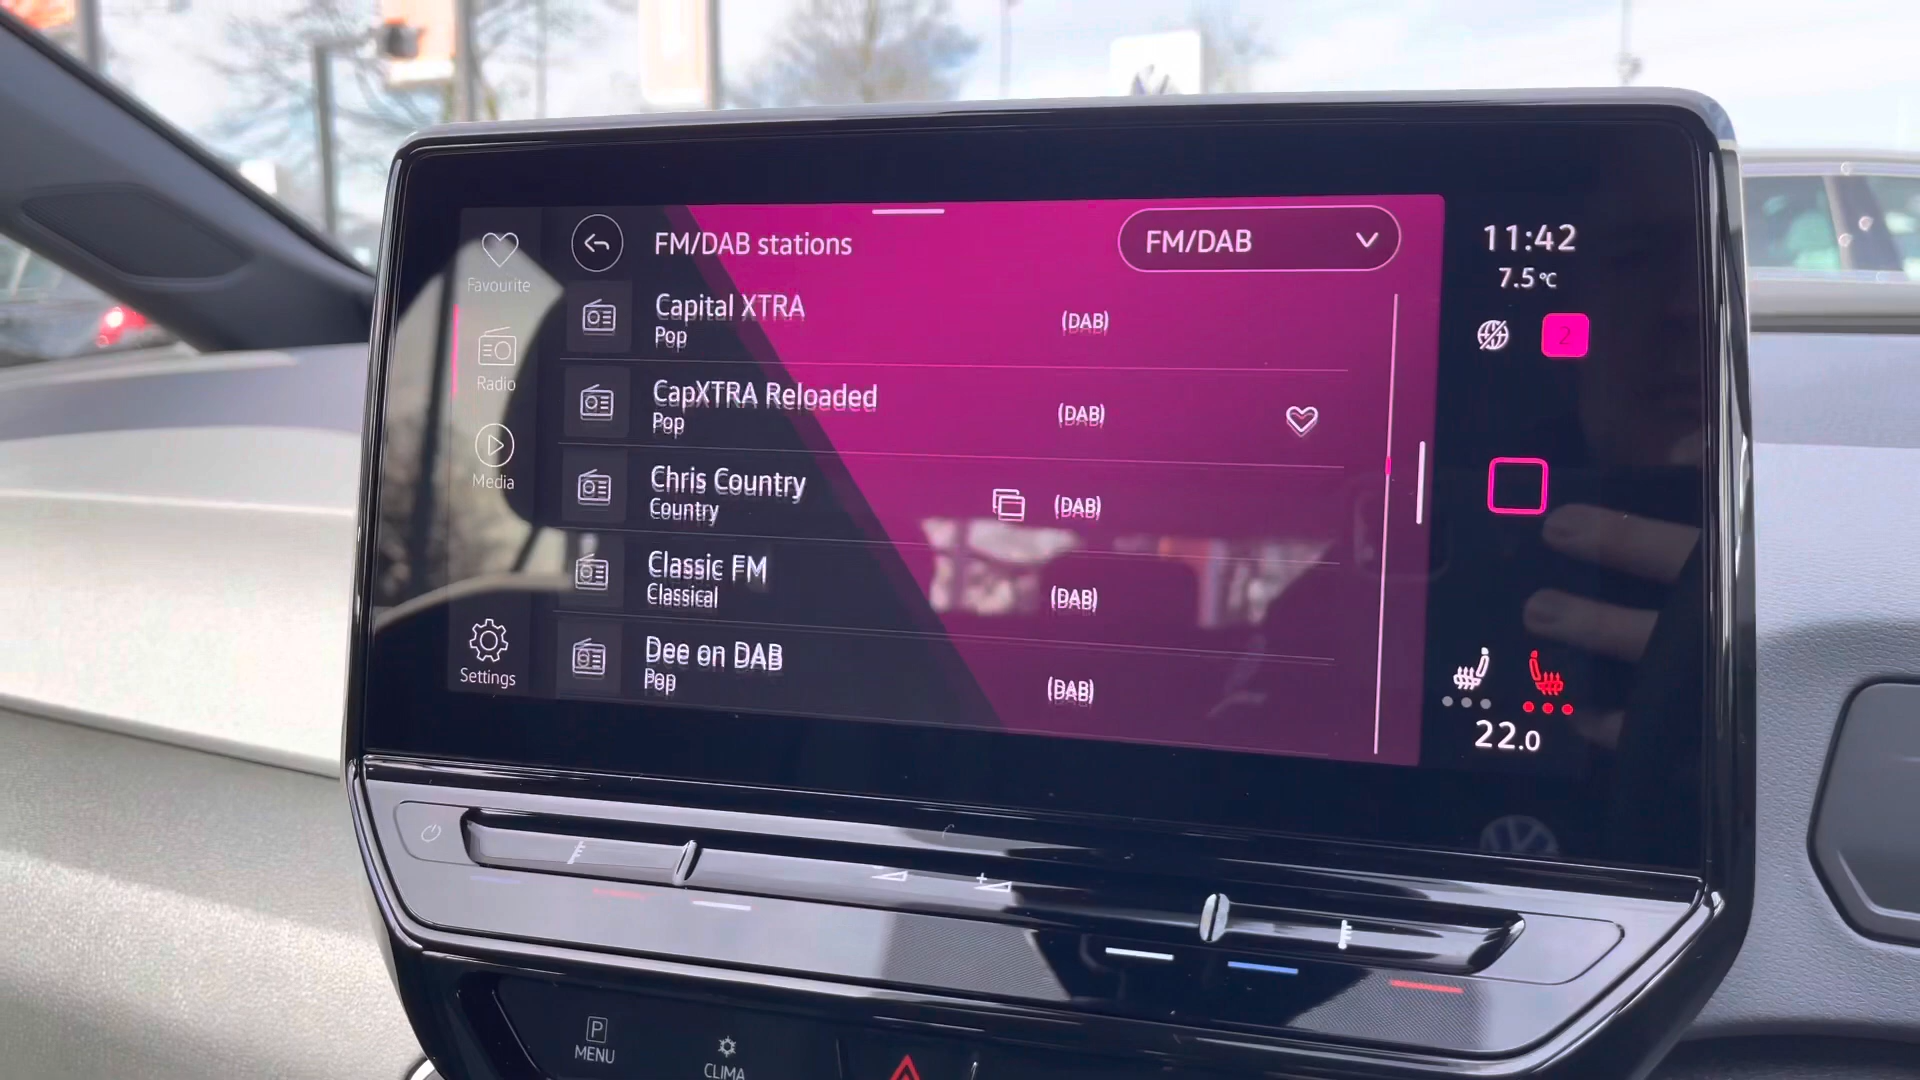 Favourite
Radio
Media
Settings
FM/DAB stations
FM/DAB
Capital XTRA
Pop
(DAB)
CapXTRA Reloaded
Pop
(DAB)
Chris Country
Country
(DAB)
Classic FM
Classical
(DAB)
Dee on DAB
Pop
(DAB)
11:42
7.5°C
2
22.0
P
MENU
CLIMA